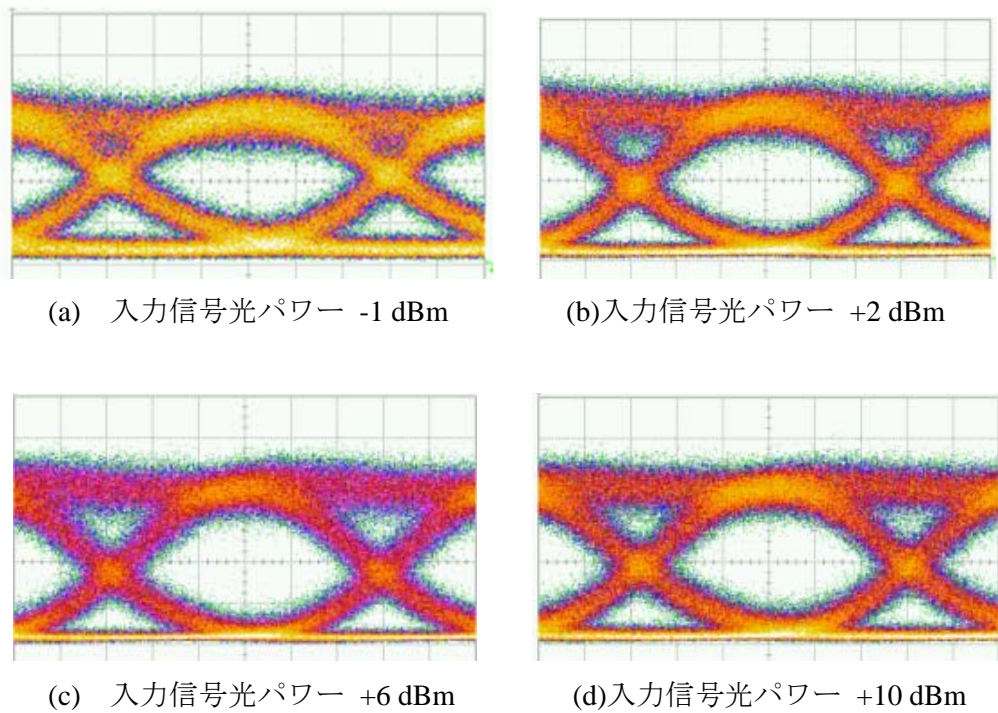 (a) 入力信号光パワー -1 dBm
(b)入力信号光パワー +2 dBm
(c) 入力信号光パワー +6 dBm
(d)入力信号光パワー +10 dBm